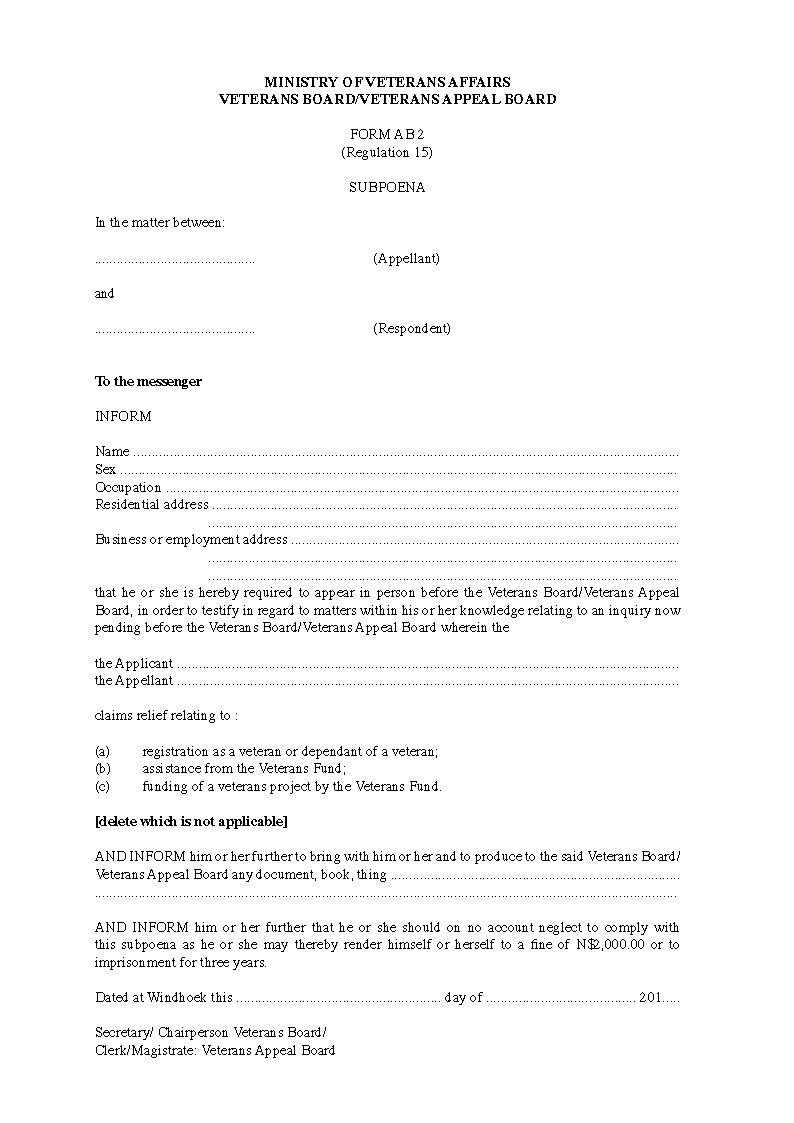 MINISTRY OF VETERANS AFFAIRS
VETERANS BOARD/VETERANS APPEAL BOARD
FORM AB 2
(Regulation 15)
SUBPOENA
In the matter between:
............................................ (Appellant)
and
............................................ (Respondent)
To the messenger
INFORM
Name ....................................................................................................
Sex ....................................................................................................
Occupation ....................................................................................................
Residential address ....................................................................................................
....................................................................................................
Business or employment address ....................................................................................................
....................................................................................................
....................................................................................................
that he or she is hereby required to appear in person before the Veterans Board/Veterans Appeal
Board, in order to testify in regard to matters within his or her knowledge relating to an inquiry now
pending before the Veterans Board/Veterans Appeal Board wherein the
the Applicant ....................................................................................................
the Appellant ....................................................................................................
claims relief relating to :
(a) registration as a veteran or dependant of a veteran;
(b) assistance from the Veterans Fund;
(c) funding of a veterans project by the Veterans Fund.
[delete which is not applicable]
AND INFORM him or her further to bring with him or her and to produce to the said Veterans Board/
Veterans Appeal Board any document, book, thing ................................................................................
....................................................................................................
AND INFORM him or her further that he or she should on no account neglect to comply with
this subpoena as he or she may thereby render himself or herself to a fine of N$2,000.00 or to
imprisonment for three years.
Dated at Windhoek this ........................................................ day of ......................................... 201.....
Secretary/ Chairperson Veterans Board/
Clerk/Magistrate: Veterans Appeal Board